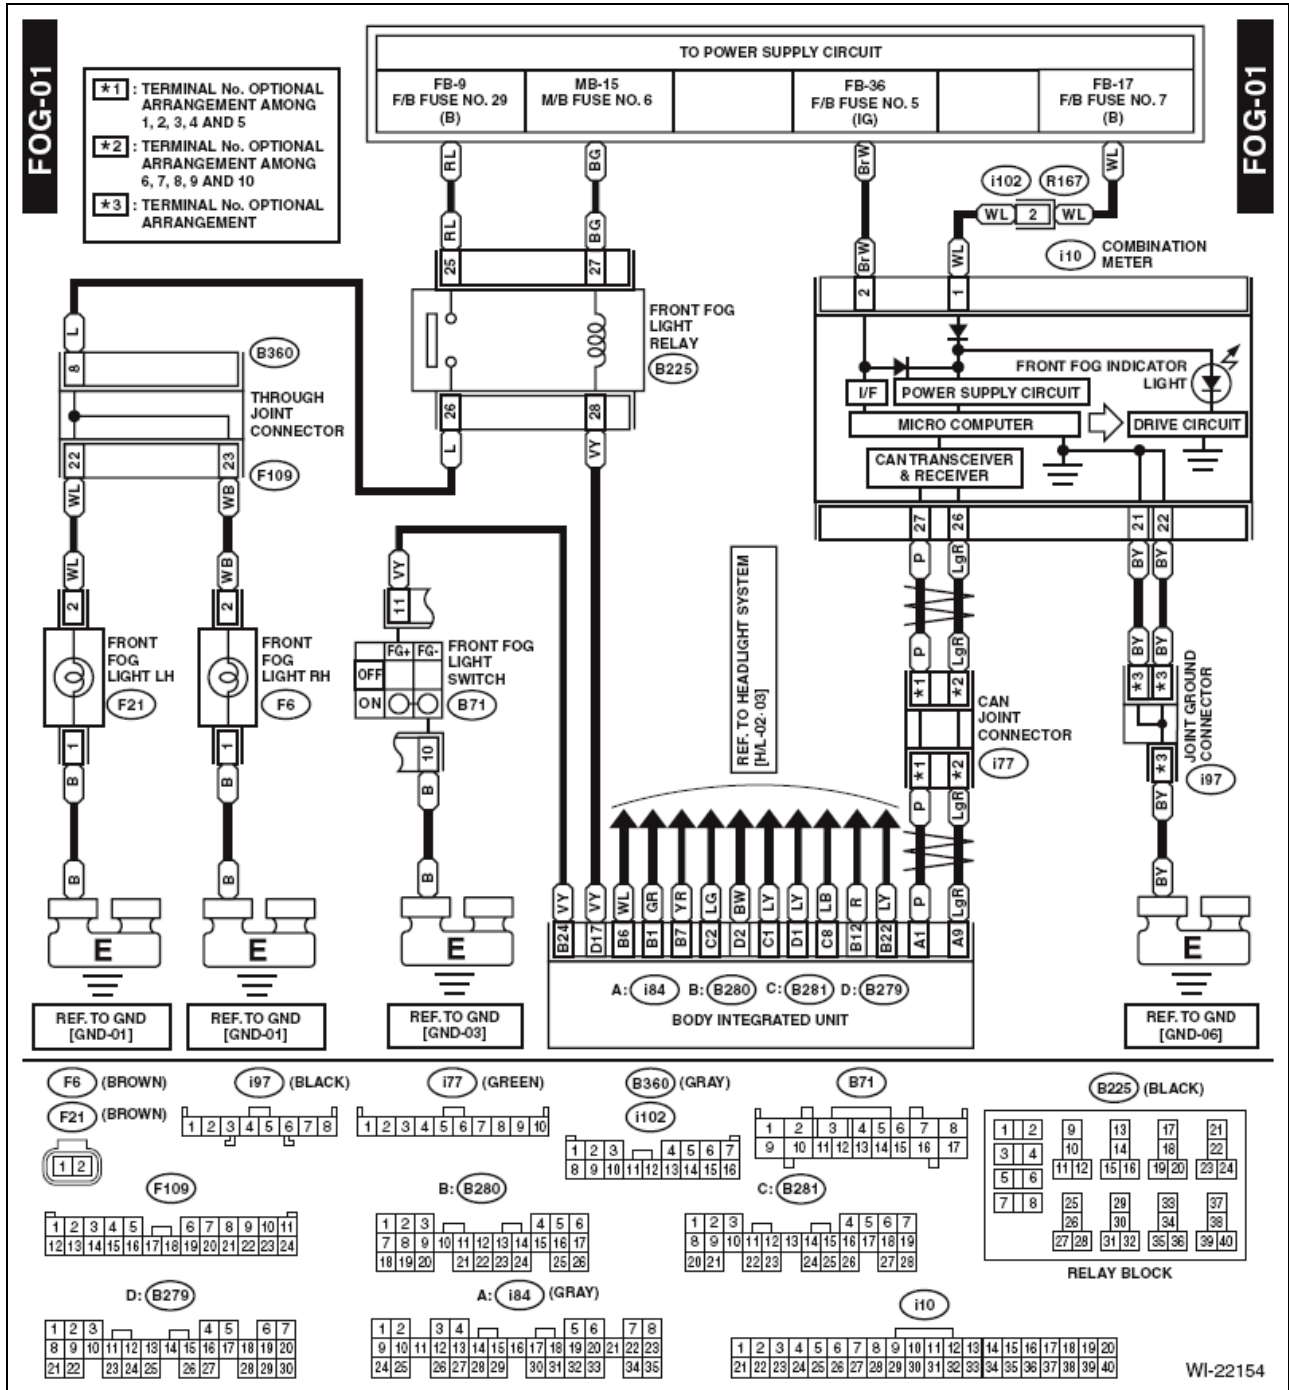 FOG-01
FOG-01
*1 : TERMINAL No. OPTIONAL
ARRANGEMENT AMONG
1, 2, 3, 4 AND 5
*2 : TERMINAL No. OPTIONAL
ARRANGEMENT AMONG
6, 7, 8, 9 AND 10
*3 : TERMINAL No. OPTIONAL
ARRANGEMENT
TO POWER SUPPLY CIRCUIT
FB-9
F/B FUSE NO. 29
(B)
MB-15
M/B FUSE NO. 6
FB-36
F/B FUSE NO. 5
(IG)
FB-17
F/B FUSE NO. 7
(B)
RL
BG
BrW
WL
i102
R167
WL 2 WL
RL
BG
BrW
WL
i10
COMBINATION
METER
25
27
2
1
FRONT FOG
LIGHT
RELAY
B225
26
28
L
VY
L
8
B360
THROUGH
JOINT
CONNECTOR
22
23
F109
WL
WB
WL
WB
2
2
FRONT
FOG
LIGHT LH
F21
FRONT
FOG
LIGHT RH
F6
1
1
B
B
B
B
FRONT FOG INDICATOR
LIGHT
I/F
POWER SUPPLY CIRCUIT
MICRO COMPUTER
DRIVE CIRCUIT
CAN TRANSCEIVER
& RECEIVER
27
26
21
22
P
LgR
BY
BY
P
LgR
BY
BY
*1
*2
*3
*3
CAN
JOINT
CONNECTOR
i77
*1
*2
*3
JOINT GROUND
CONNECTOR
i97
P
LgR
BY
BY
VY
11
FG+ FG-
OFF
ON
FRONT FOG
LIGHT
SWITCH
B71
10
B
B
REF. TO HEADLIGHT SYSTEM
[H/L-02· 03]
VY VY WL GR YR LG BW LY LY LB R LY P LgR
B24 D17 B6 B1 B7 C2 D2 C1 D1 C8 B12 B22 A1 A9
A: i84 B: B280 C: B281 D: B279
BODY INTEGRATED UNIT
E
E
E
E
REF. TO GND
[GND-01]
REF. TO GND
[GND-01]
REF. TO GND
[GND-03]
REF. TO GND
[GND-06]
F6 (BROWN)
F21 (BROWN)
1 2
i97 (BLACK)
1 2 3 4 5 6 7 8
i77 (GREEN)
1 2 3 4 5 6 7 8 9 10
B360 (GRAY)
i102
1 2 3 4 5 6 7
8 9 10 11 12 13 14 15 16
B71
1 2 3 4 5 6 7 8
9 10 11 12 13 14 15 16 17
B225 (BLACK)
1 2 9 13 17 21
3 4 10 14 18 22
5 6 11 12 15 16 19 20 23 24
7 8 25 29 33 37
26 30 34 38
27 28 31 32 35 36 39 40
RELAY BLOCK
F109
1 2 3 4 5 6 7 8 9 10 11
12 13 14 15 16 17 18 19 20 21 22 23 24
B: B280
1 2 3 4 5 6
7 8 9 10 11 12 13 14 15 16 17
18 19 20 21 22 23 24 25 26
C: B281
1 2 3 4 5 6 7
8 9 10 11 12 13 14 15 16 17 18 19
20 21 22 23 24 25 26 27 28
D: B279
1 2 3 4 5 6 7
8 9 10 11 12 13 14 15 16 17 18 19 20
21 22 23 24 25 26 27 28 29 30
A: i84 (GRAY)
1 2 3 4 5 6 7 8
9 10 11 12 13 14 15 16 17 18 19 20 21 22 23
24 25 26 27 28 29 30 31 32 33 34 35
i10
1 2 3 4 5 6 7 8 9 10 11 12 13 14 15 16 17 18 19 20
21 22 23 24 25 26 27 28 29 30 31 32 33 34 35 36 37 38 39 40
WI-22154